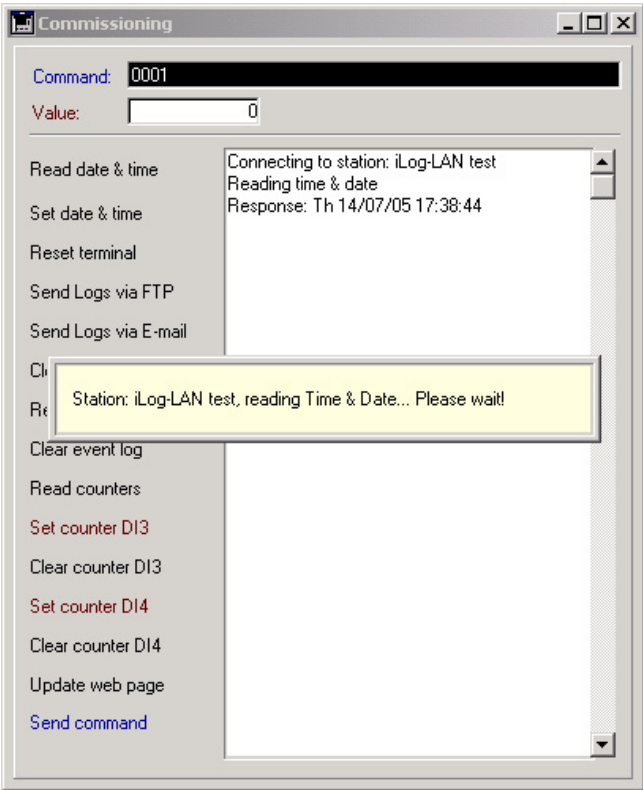 Commissioning
Command: 0001
Value: 0
Read date & time
Set date & time
Reset terminal
Send Logs via FTP
Send Logs via E-mail
Clear event log
Read counters
Set counter DI3
Clear counter DI3
Set counter DI4
Clear counter DI4
Update web page
Send command
Connecting to station: iLog-LAN test
Reading time & date
Response: Th 14/07/05 17:38:44
Station: iLog-LAN test, reading Time & Date... Please wait!